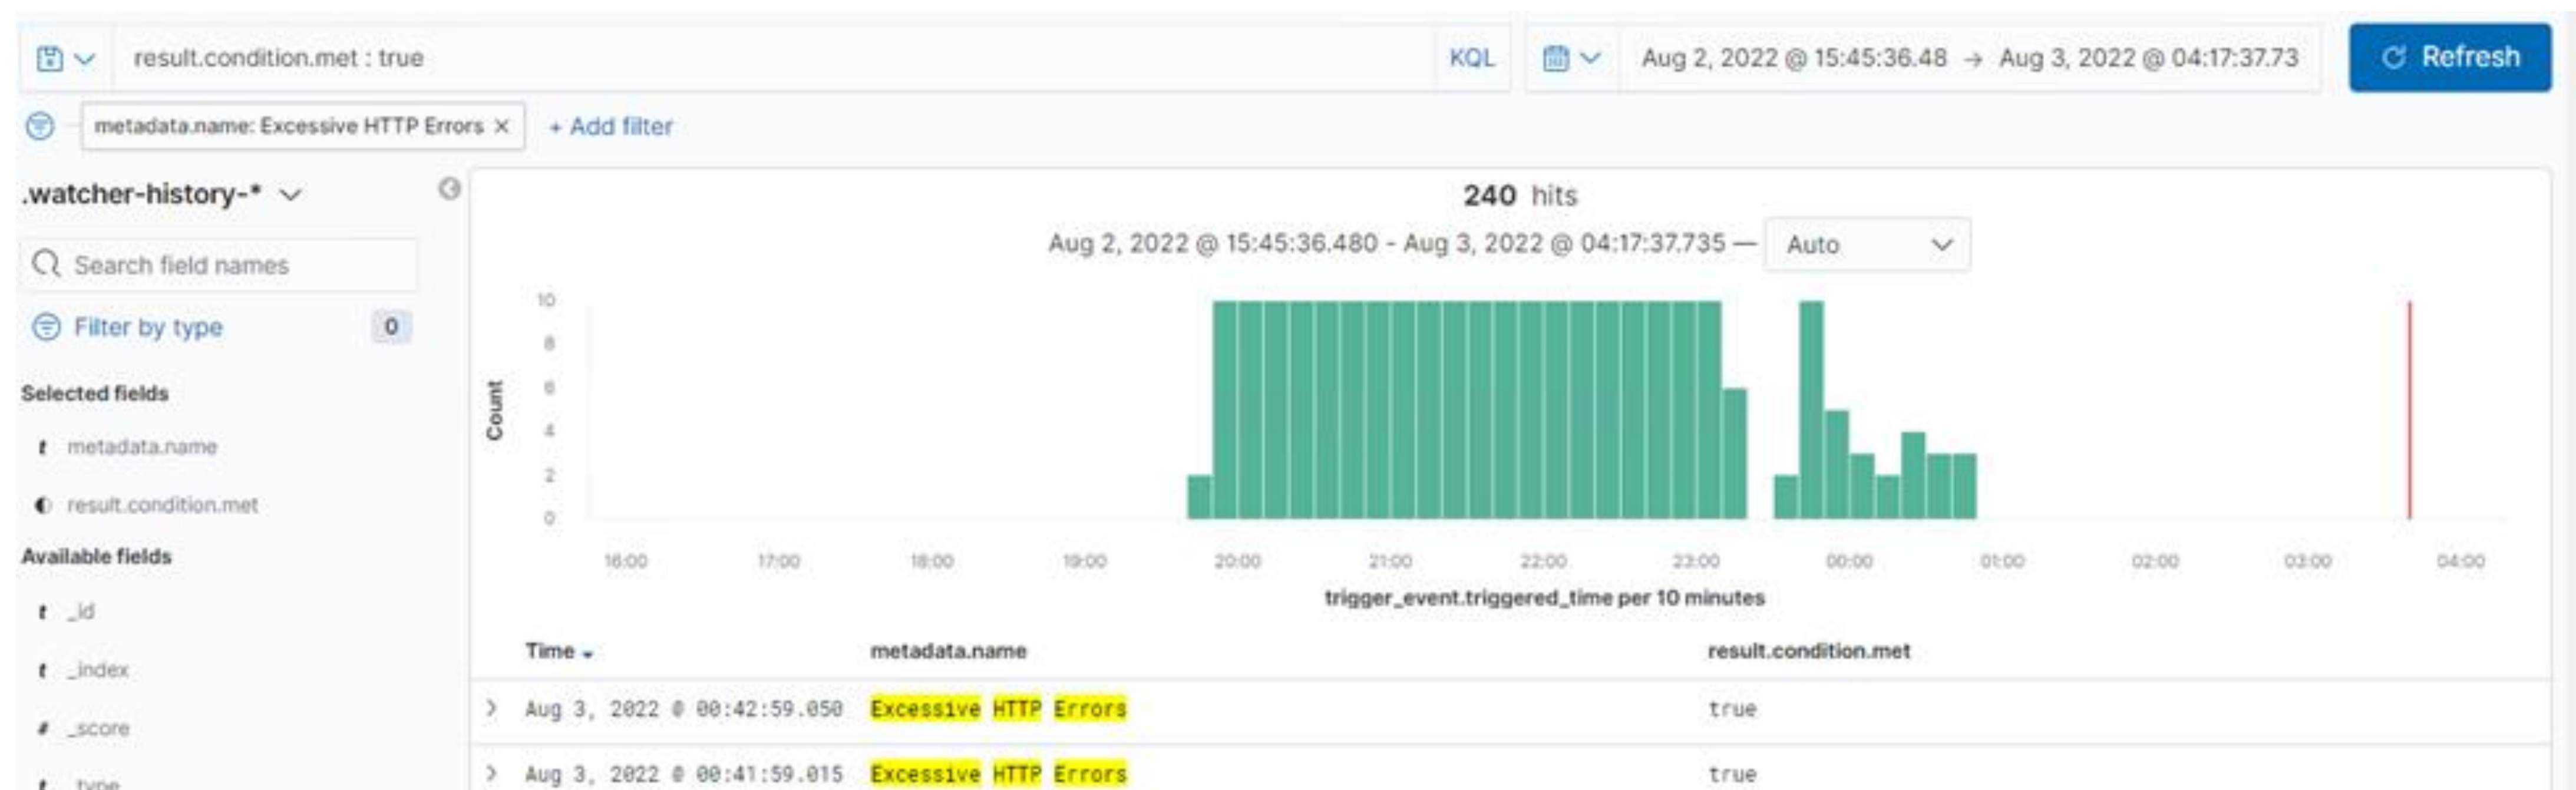 result.condition.met : true KQL Aug 2, 2022 @ 15:45:36.48 → Aug 3, 2022 @ 04:17:37.73 Refresh
metadata.name: Excessive HTTP Errors × + Add filter
.watcher-history-*
Search field names
Filter by type 0
Selected fields
t metadata.name
result.condition.met
Available fields
t _id
t _index
# _score
t _type
240 hits
Aug 2, 2022 @ 15:45:36.480 - Aug 3, 2022 @ 04:17:37.735 — Auto
Count
10
8
6
4
2
0
16:00 17:00 18:00 19:00 20:00 21:00 22:00 23:00 00:00 01:00 02:00 03:00 04:00
trigger_event.triggered_time per 10 minutes
Time metadata.name result.condition.met
> Aug 3, 2022 @ 00:42:59.050 Excessive HTTP Errors true
> Aug 3, 2022 @ 00:41:59.015 Excessive HTTP Errors true